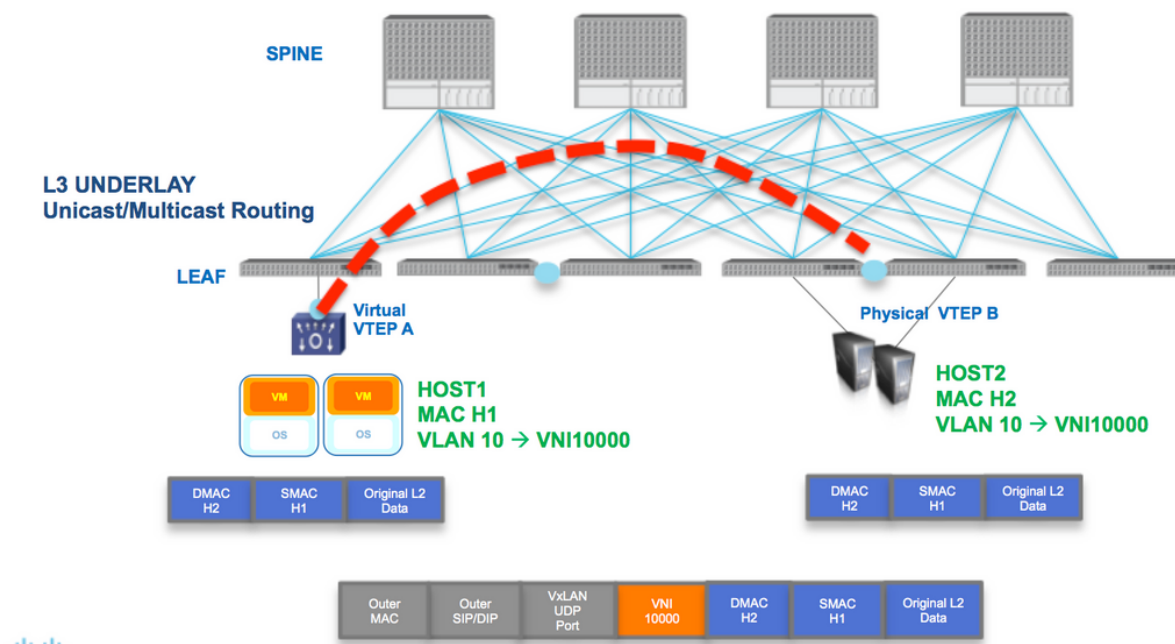 SPINE
L3 UNDERLAY
Unicast/Multicast Routing
LEAF
Virtual
VTEP A
Physical VTEP B
VM
VM
OS
OS
HOST1
MAC H1
VLAN 10 → VNI10000
HOST2
MAC H2
VLAN 10 → VNI10000
DMAC
H2
SMAC
H1
Original L2
Data
DMAC
H2
SMAC
H1
Original L2
Data
Outer
MAC
Outer
SIP/DIP
VxLAN
UDP
Port
VNI
10000
DMAC
H2
SMAC
H1
Original L2
Data